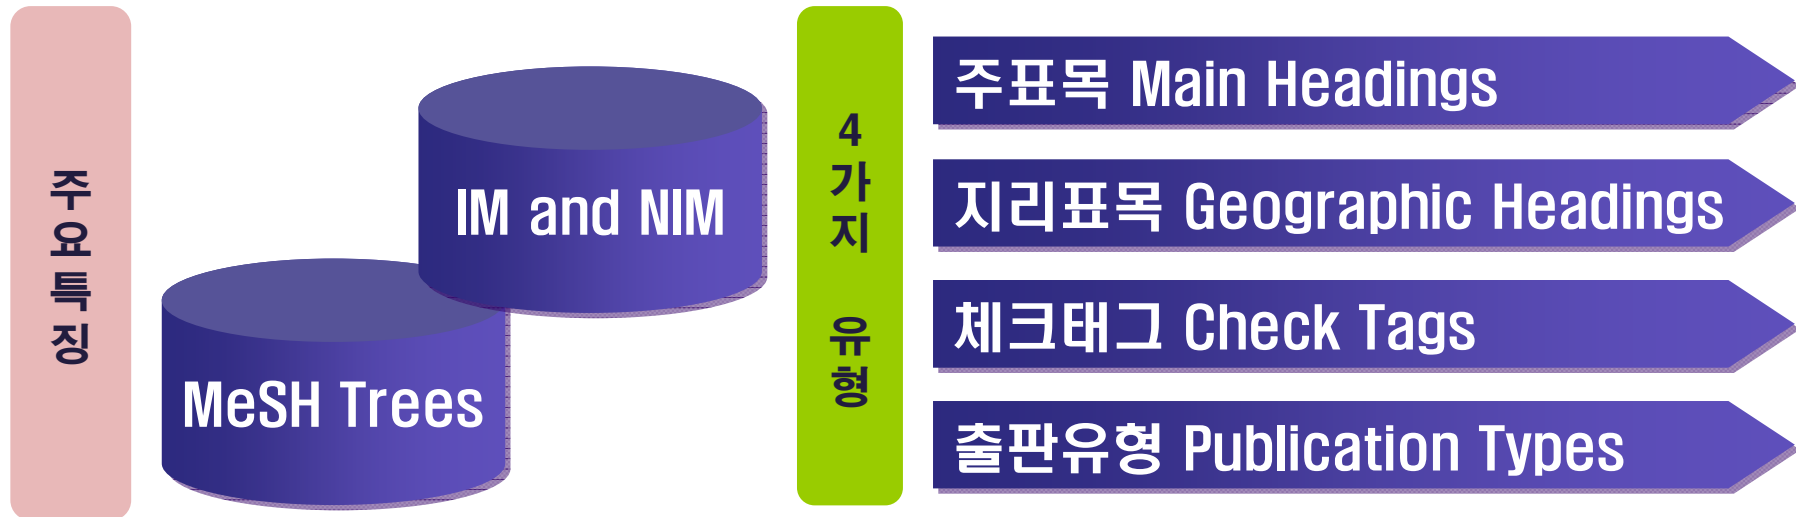 주요특징
IM and NIM
MeSH Trees
4가지 유형
주표목 Main Headings
지리표목 Geographic Headings
체크태그 Check Tags
출판유형 Publication Types